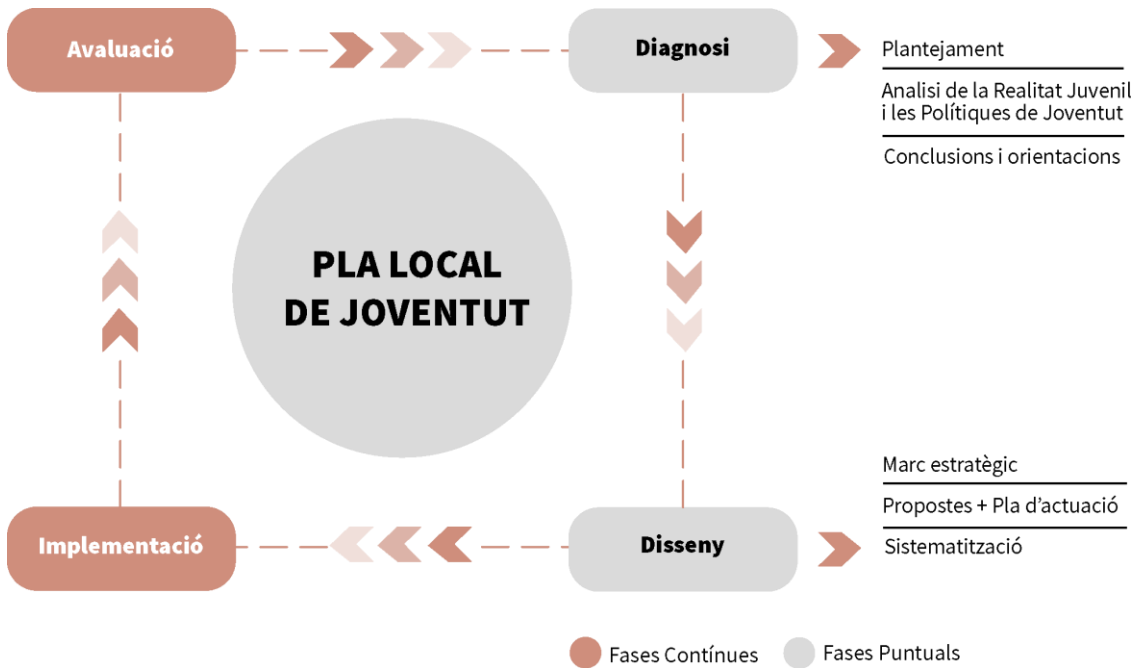 Avaluació
Diagnosi
Plantejament
Analisi de la Realitat Juvenil
i les Polítiques de Joventut
Conclusions i orientacions
PLA LOCAL
DE JOVENTUT
Marc estratègic
Propostes + Pla d'actuació
Sistematització
Implementació
Disseny
Fases Contínues
Fases Puntuals